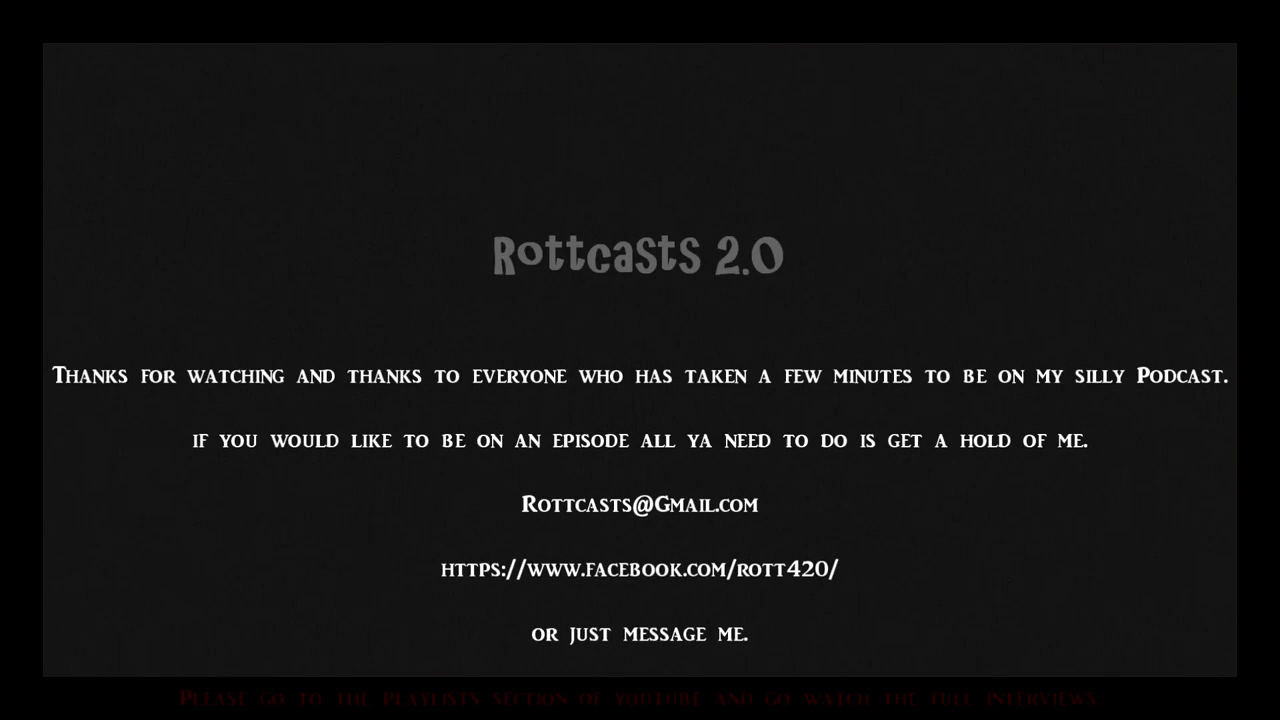 Rottcasts 2.0
Thanks for watching and thanks to everyone who has taken a few minutes to be on my silly Podcast.
if you would like to be on an episode all ya need to do is get a hold of me.
Rottcasts@Gmail.com
https://www.facebook.com/rott420/
or just message me.
Please go to the playlists section of youtube and go watch the full interviews.